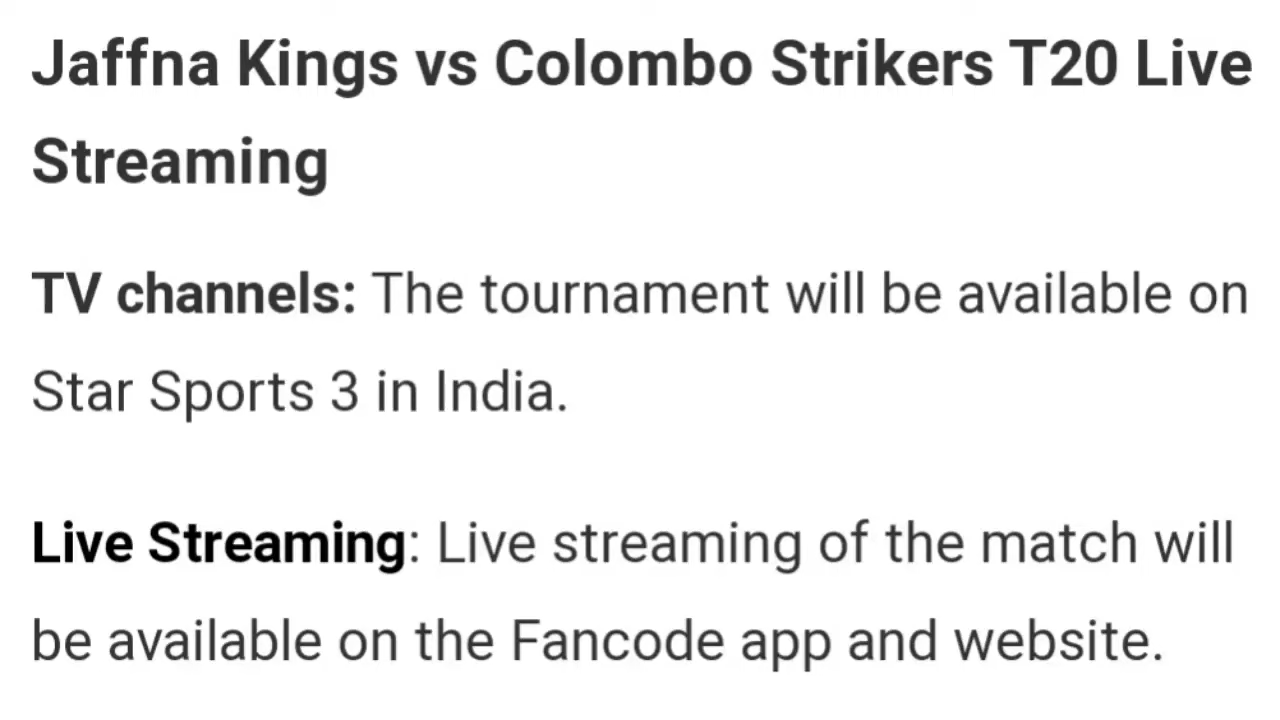 Jaffna Kings vs Colombo Strikers T20 Live
Streaming
TV channels: The tournament will be available on
Star Sports 3 in India.
Live Streaming: Live streaming of the match will
be available on the Fancode app and website.